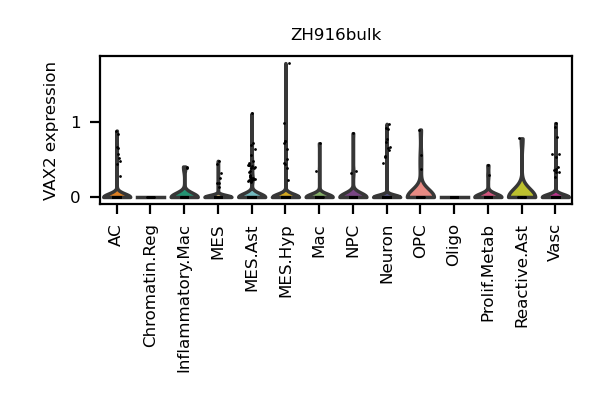 ZH916bulk
VAX2 expression
1
0
AC
Chromatin.Reg
Inflammatory.Mac
MES
MES.Ast
MES.Hyp
Mac
NPC
Neuron
OPC
Oligo
Prolif.Metab
Reactive.Ast
Vasc